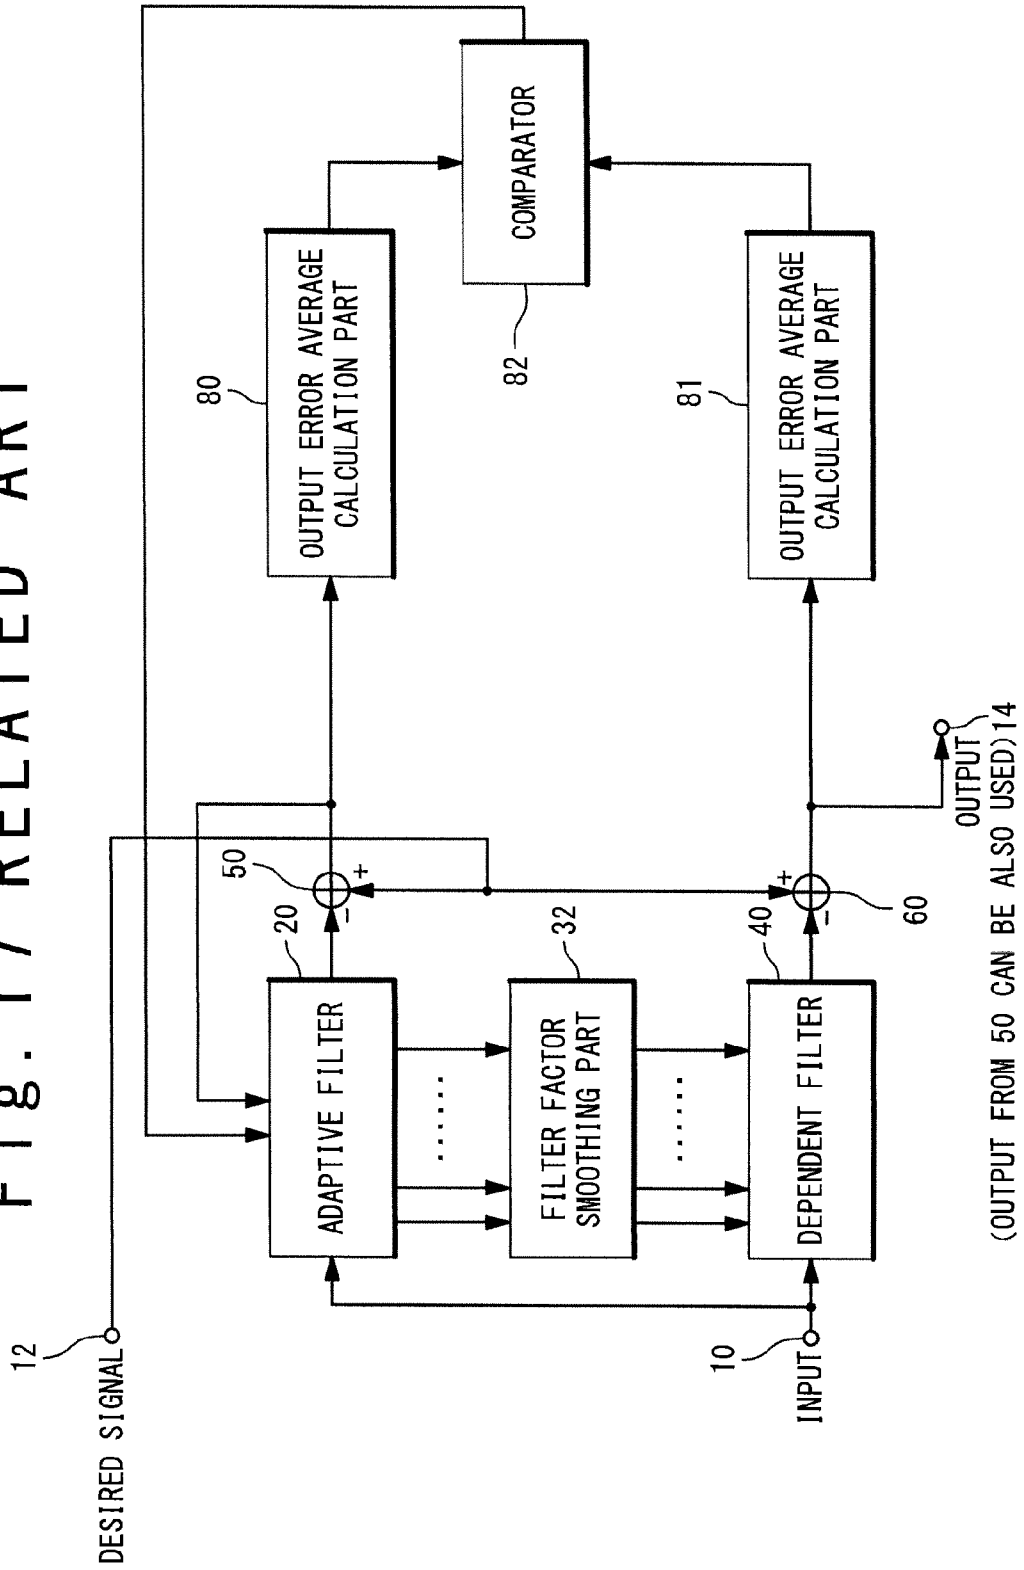 Fig. 17 RELATED ART
12
DESIRED SIGNAL
20
ADAPTIVE FILTER
50
+
-
80
OUTPUT ERROR AVERAGE
CALCULATION PART
32
FILTER FACTOR
SMOOTHING PART
COMPARATOR
82
10
INPUT
40
DEPENDENT FILTER
+
-
60
81
OUTPUT ERROR AVERAGE
CALCULATION PART
OUTPUT
(OUTPUT FROM 50 CAN BE ALSO USED)14